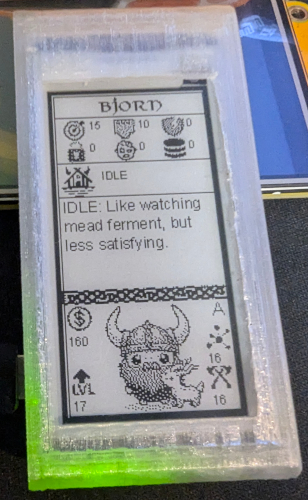 BJORN
15 10 0
0 0 0
IDLE
IDLE: Like watching
mead ferment, but
less satisfying.
$ A
160
16
LVL
17 16